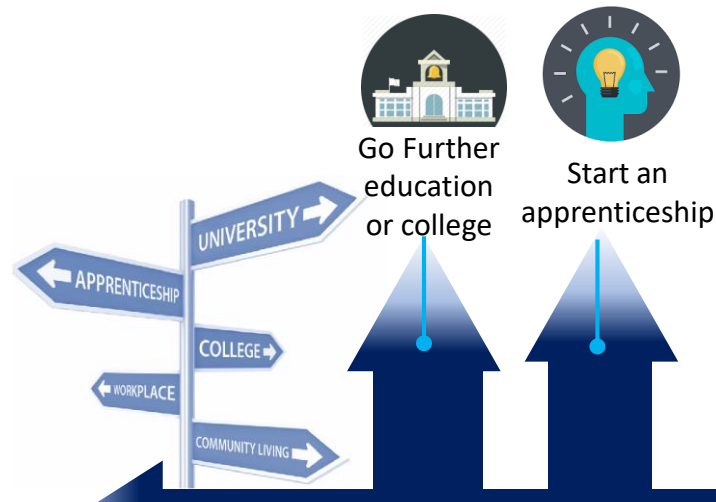 Go Further
education
or college
Start an
apprenticeship
UNIVERSITY
APPRENTICESHIP
COLLEGE
WORKPLACE
COMMUNITY LIVING